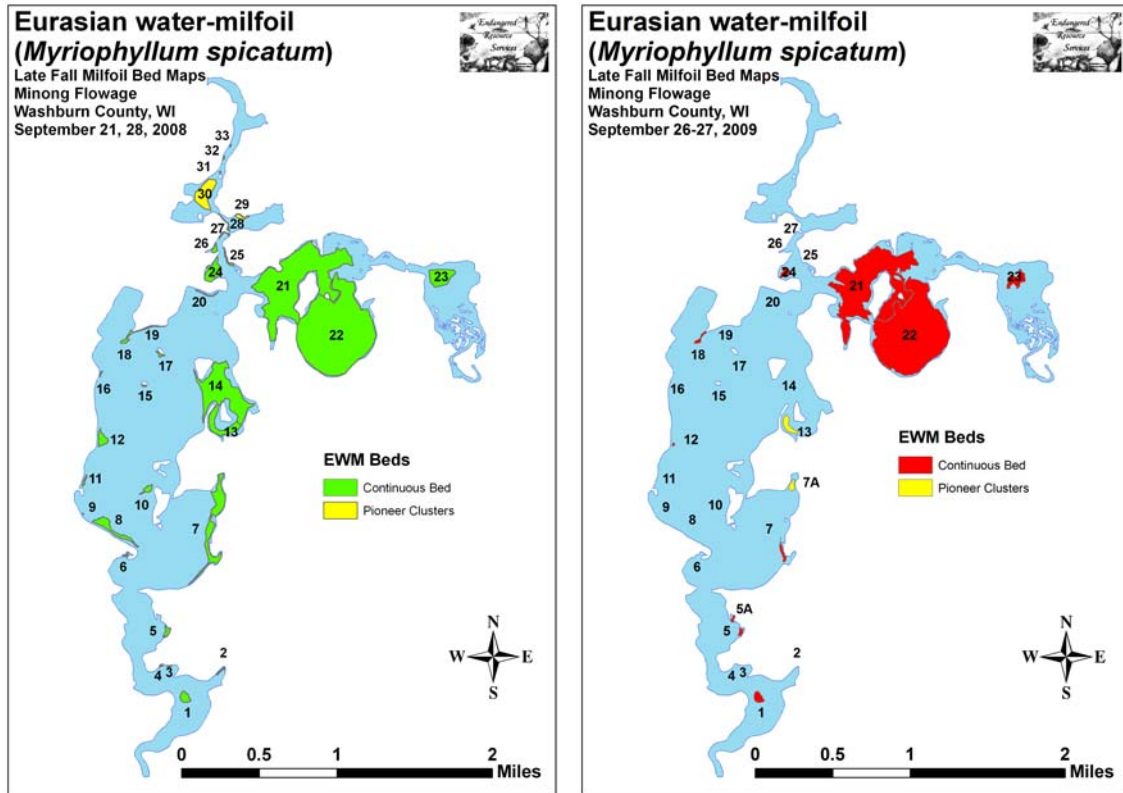 Eurasian water-milfoil
(Myriophyllum spicatum)
Endangered
Resource
Services
Late Fall Milfoil Bed Maps
Minong Flowage
Washburn County, WI
September 21, 28, 2008
33
32
31
30
29
28
27
26
25
24
23
21
20
22
19
18
17
16
15
14
13
12
EWM Beds
Continuous Bed
Pioneer Clusters
11
10
9
8
7
6
5
4
3
2
1
N
W
E
S
0
0.5
1
2
Miles
Eurasian water-milfoil
(Myriophyllum spicatum)
Endangered
Resource
Services
Late Fall Milfoil Bed Maps
Minong Flowage
Washburn County, WI
September 26-27, 2009
27
26
25
24
23
21
20
22
19
18
17
16
15
14
13
12
EWM Beds
Continuous Bed
Pioneer Clusters
11
10
7A
9
8
7
6
5A
5
4
3
2
1
N
W
E
S
0
0.5
1
2
Miles